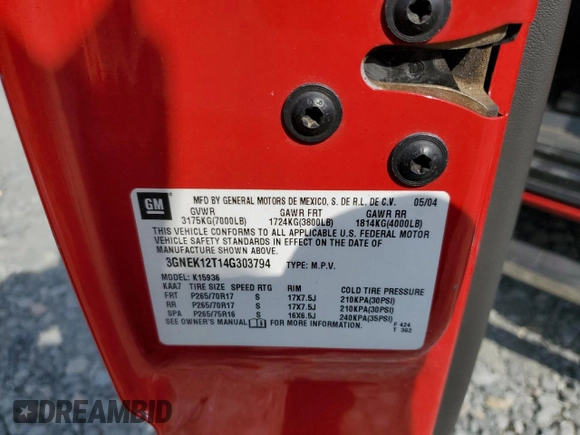 GM
MFD BY GENERAL MOTORS DE MEXICO, S. DE R.L. DE C.V. 05/04
GVWR GAWR FRT GAWR RR
3175KG(7000LB) 1724KG(3800LB) 1814KG(4000LB)
THIS VEHICLE CONFORMS TO ALL APPLICABLE U.S. FEDERAL MOTOR
VEHICLE SAFETY STANDARDS IN EFFECT ON THE DATE OF
MANUFACTURE SHOWN ABOVE.
3GNEK12T14G303794 TYPE: M.P.V.
MODEL: K15936
KAA7 TIRE SIZE SPEED RTG RIM COLD TIRE PRESSURE
FRT P265/70R17 S 17X7.5J 210KPA(30PSI)
RR P265/70R17 S 17X7.5J 210KPA(30PSI)
SPA P265/75R16 S 16X6.5J 240KPA(35PSI)
SEE OWNER'S MANUAL FOR ADDITIONAL INFORMATION.
F 424
T 362
DREAMBID